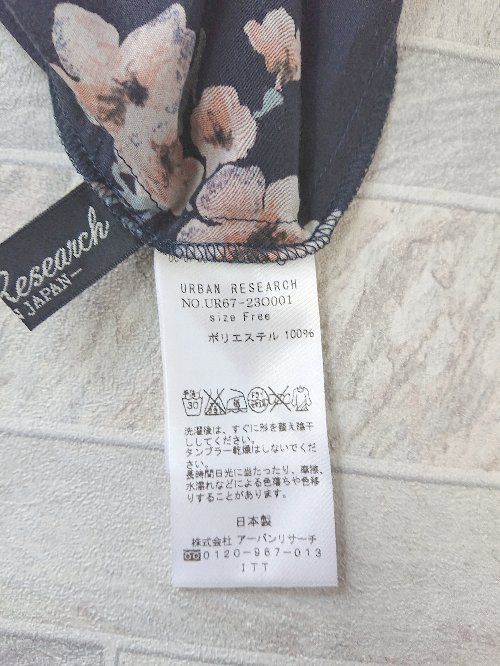 Research
JAPAN—
URBAN RESEARCH
NO.UR67-230001
size Free
ポリエステル 100%
30
洗濯後は、すぐに形を整え陰干
ししてください。
タンブラー乾燥はしないでくだ
さい。
長時間日光に当たったり、摩擦、
水濡れなどによる色落ちや色移
りすることがあります。
日本製
株式会社 アーバンリサーチ
0120-967-013
ITT